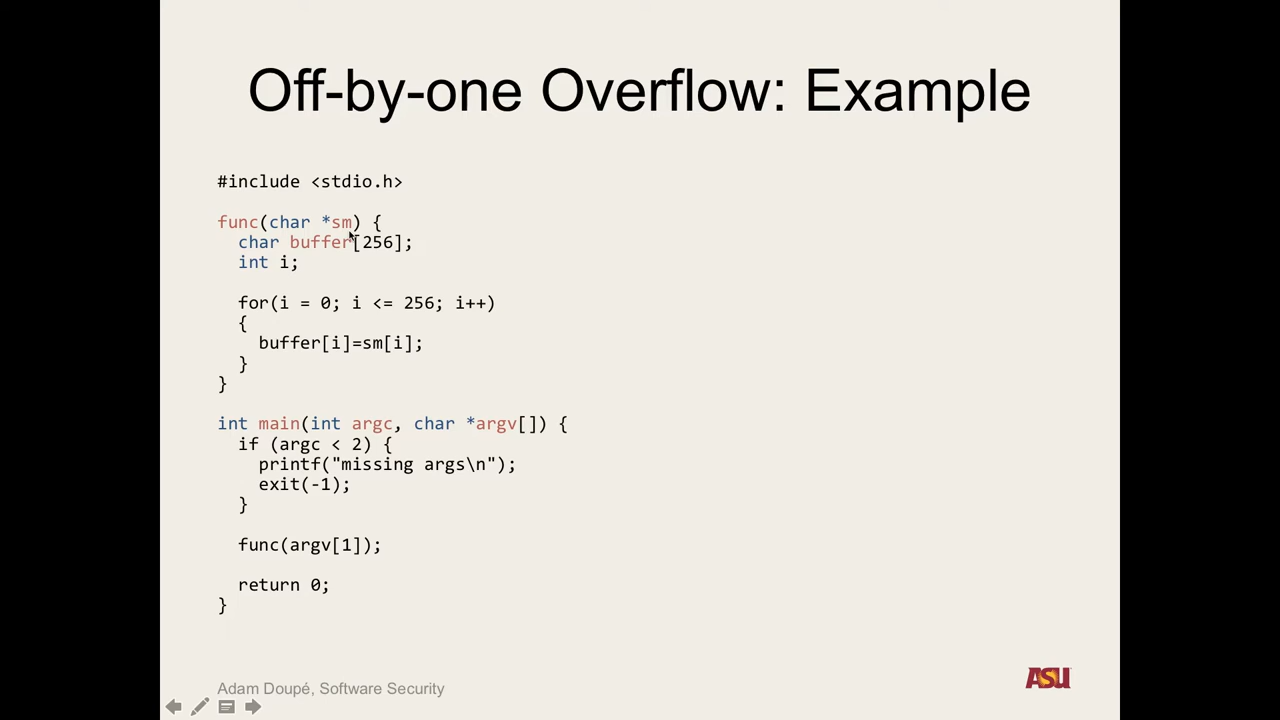 Off-by-one Overflow: Example
#include <stdio.h>
func(char *sm) {
char buffer[256];
int i;
for(i = 0; i <= 256; i++)
{
buffer[i]=sm[i];
}
}
int main(int argc, char *argv[]) {
if (argc < 2) {
printf("missing args\n");
exit(-1);
}
func(argv[1]);
return 0;
}
Adam Doupé, Software Security
ASU